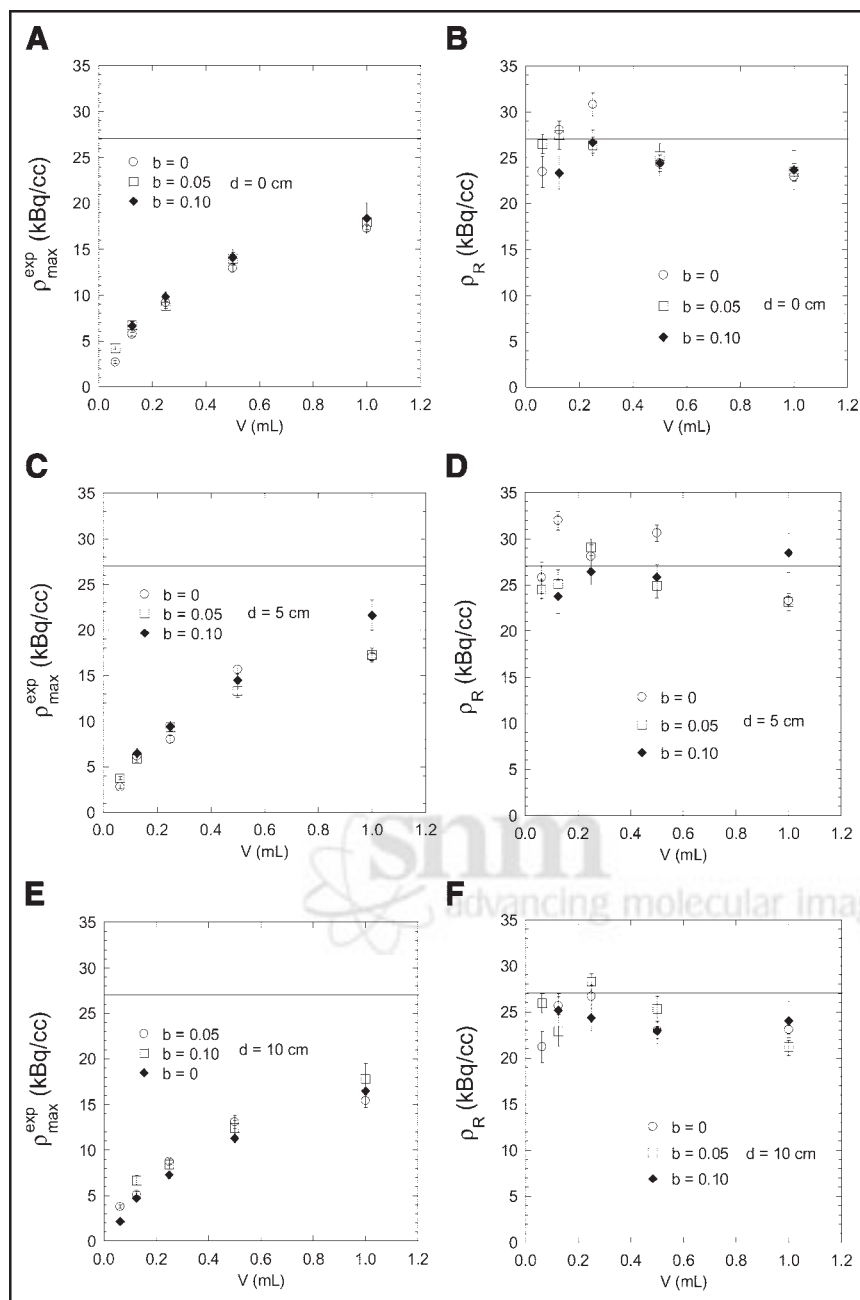 A
35
30
25
20
15
10
5
0
0.0 0.2 0.4 0.6 0.8 1.0 1.2
ρ_max^exp (kBq/cc)
V (mL)
b = 0
b = 0.05 d = 0 cm
b = 0.10
B
35
30
25
20
15
10
5
0
0.0 0.2 0.4 0.6 0.8 1.0 1.2
ρ_R (kBq/cc)
V (mL)
b = 0
b = 0.05 d = 0 cm
b = 0.10
C
35
30
25
20
15
10
5
0
0.0 0.2 0.4 0.6 0.8 1.0 1.2
ρ_max^exp (kBq/cc)
V (mL)
b = 0
b = 0.05 d = 5 cm
b = 0.10
D
35
30
25
20
15
10
5
0
0.0 0.2 0.4 0.6 0.8 1.0 1.2
ρ_R (kBq/cc)
V (mL)
b = 0
b = 0.05 d = 5 cm
b = 0.10
snm
advancing molecular imag
E
35
30
25
20
15
10
5
0
0.0 0.2 0.4 0.6 0.8 1.0 1.2
ρ_max^exp (kBq/cc)
V (mL)
b = 0.05
b = 0.10 d = 10 cm
b = 0
F
35
30
25
20
15
10
5
0
0.0 0.2 0.4 0.6 0.8 1.0 1.2
ρ_R (kBq/cc)
V (mL)
b = 0
b = 0.05 d = 10 cm
b = 0.10